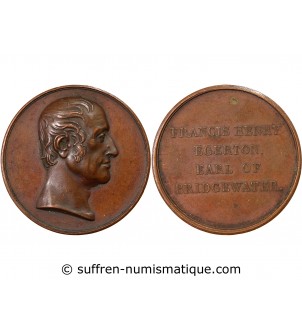 FRANCIS HENRY
EGERTON,
EARL OF
BRIDGEWATER.
© suffren-numismatique.com